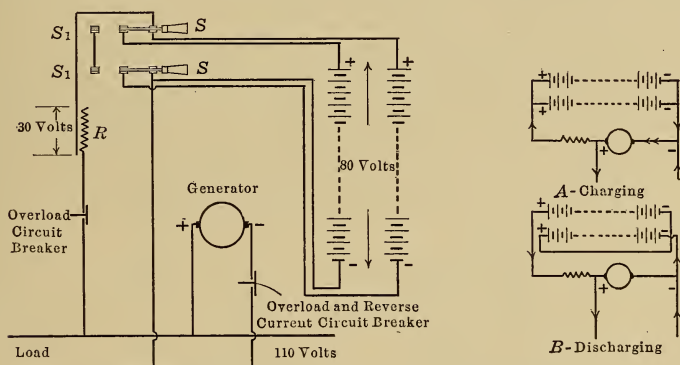 S1
S
S1
S
30 Volts
R
Overload
Circuit
Breaker
Generator
+
-
Overload and Reverse
Current Circuit Breaker
Load
110 Volts
+
+
80 Volts
-
-
+
-
+
+
-
A-Charging
+
-
+
+
-
B-Discharging